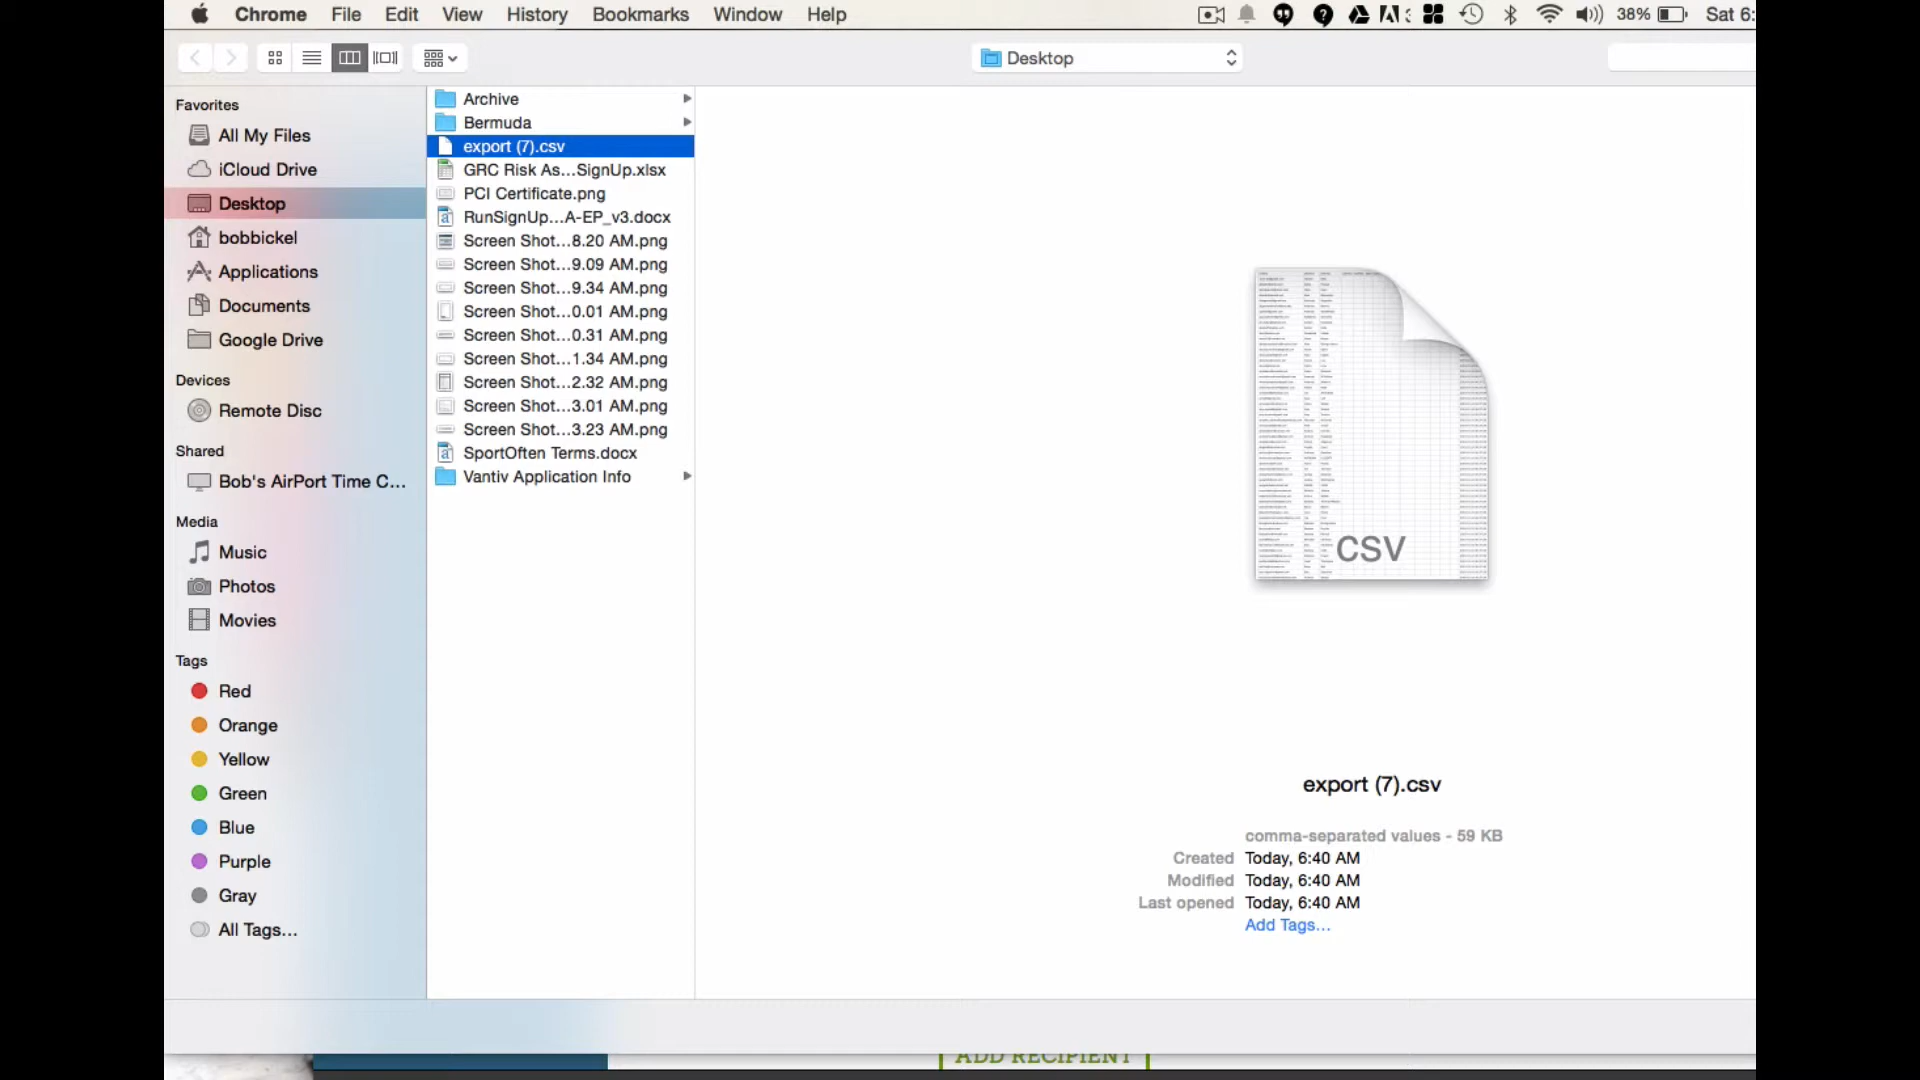 Chrome File Edit View History Bookmarks Window Help 38% Sat 6:
Desktop
Favorites
All My Files
iCloud Drive
Desktop
bobbickel
Applications
Documents
Google Drive
Devices
Remote Disc
Shared
Bob's AirPort Time C...
Media
Music
Photos
Movies
Tags
Red
Orange
Yellow
Green
Blue
Purple
Gray
All Tags...
Archive
Bermuda
export (7).csv
GRC Risk As...SignUp.xlsx
PCI Certificate.png
RunSignUp...A-EP_v3.docx
Screen Shot...8.20 AM.png
Screen Shot...9.09 AM.png
Screen Shot...9.34 AM.png
Screen Shot...0.01 AM.png
Screen Shot...0.31 AM.png
Screen Shot...1.34 AM.png
Screen Shot...2.32 AM.png
Screen Shot...3.01 AM.png
Screen Shot...3.23 AM.png
SportOften Terms.docx
Vantiv Application Info
CSV
export (7).csv
comma-separated values - 59 KB
Created Today, 6:40 AM
Modified Today, 6:40 AM
Last opened Today, 6:40 AM
Add Tags...
ADD RECIPIENT